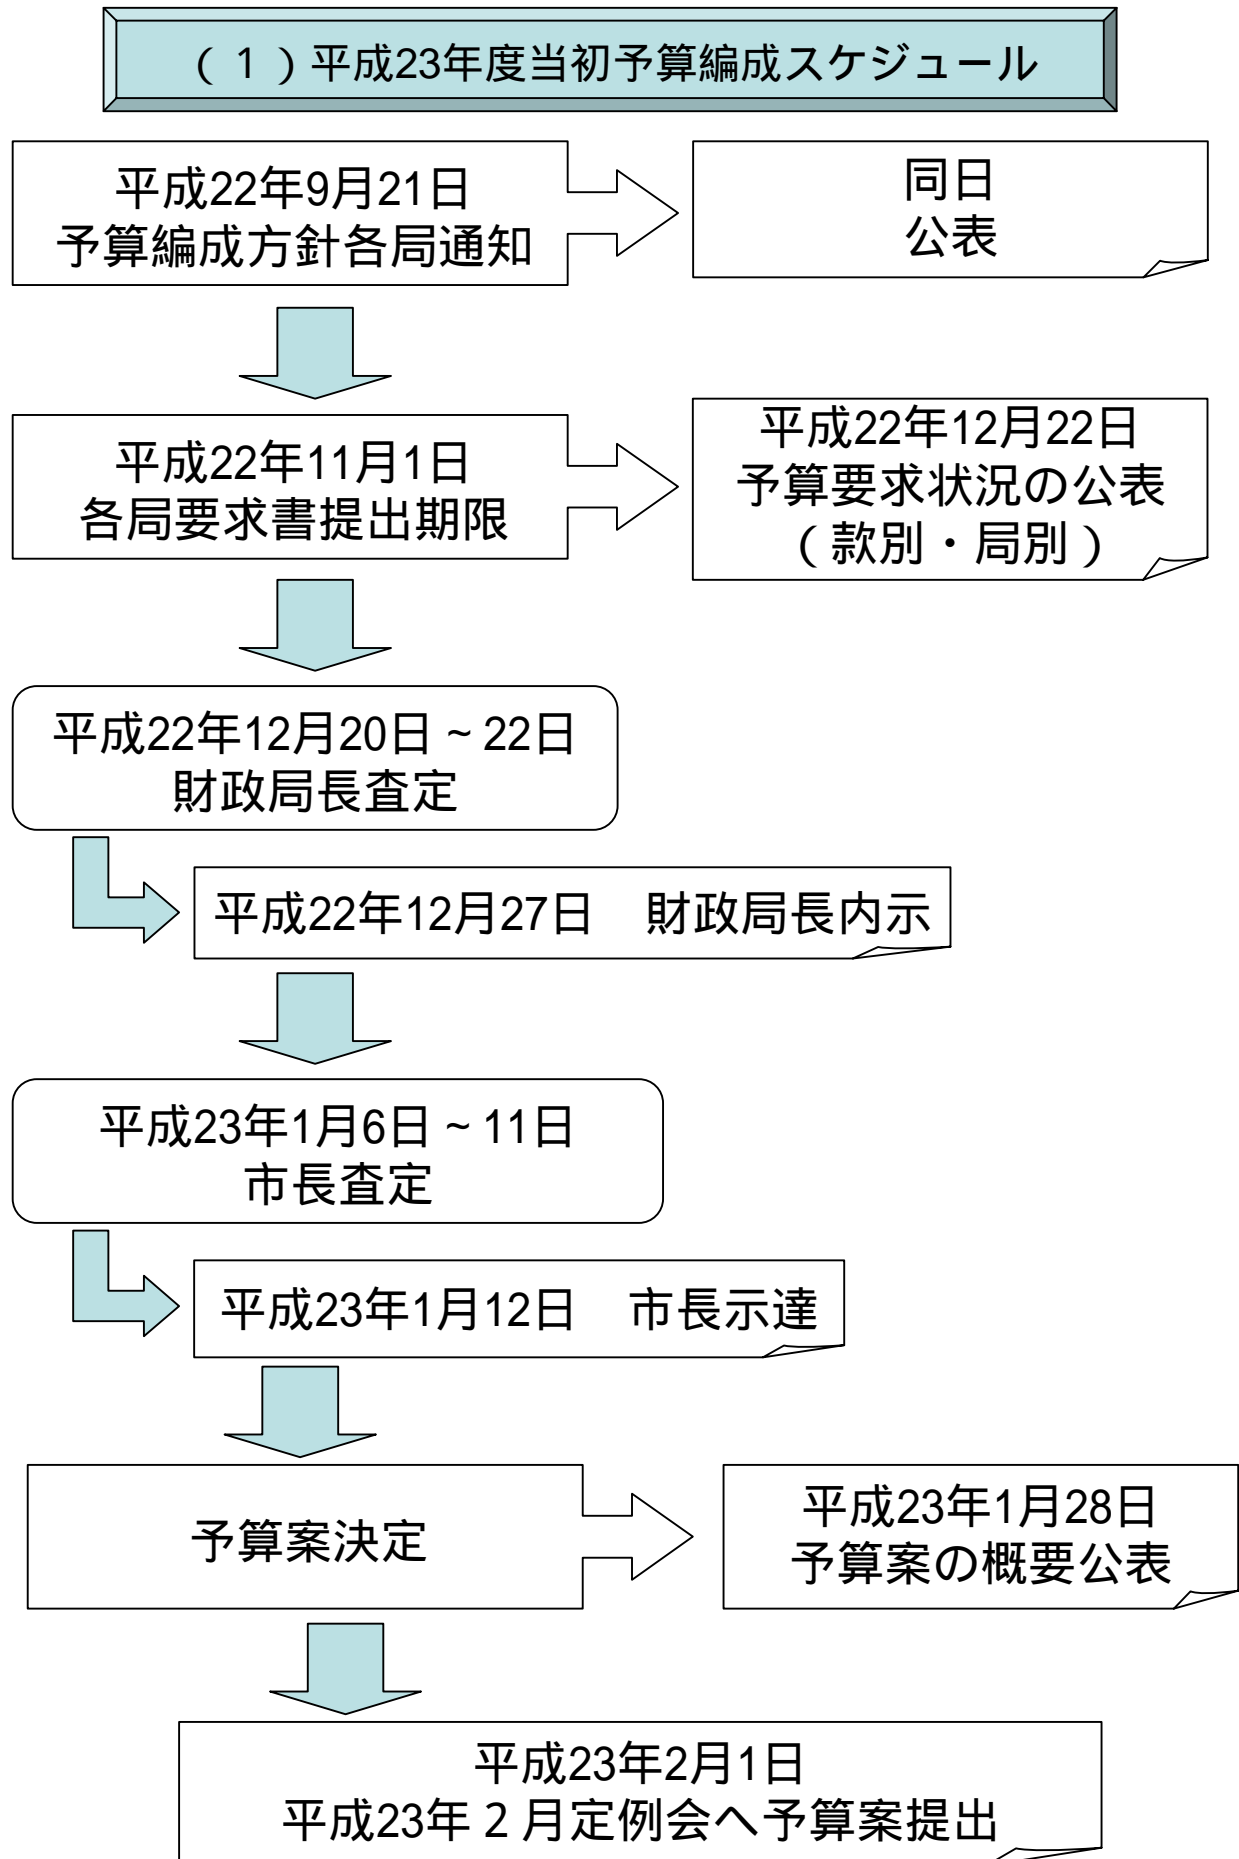 （１）平成23年度当初予算編成スケジュール
平成22年9月21日
予算編成方針各局通知
同日
公表
平成22年11月1日
各局要求書提出期限
平成22年12月22日
予算要求状況の公表
（款別・局別）
平成22年12月20日～22日
財政局長査定
平成22年12月27日　財政局長内示
平成23年1月6日～11日
市長査定
平成23年1月12日　市長示達
予算案決定
平成23年1月28日
予算案の概要公表
平成23年2月1日
平成23年２月定例会へ予算案提出